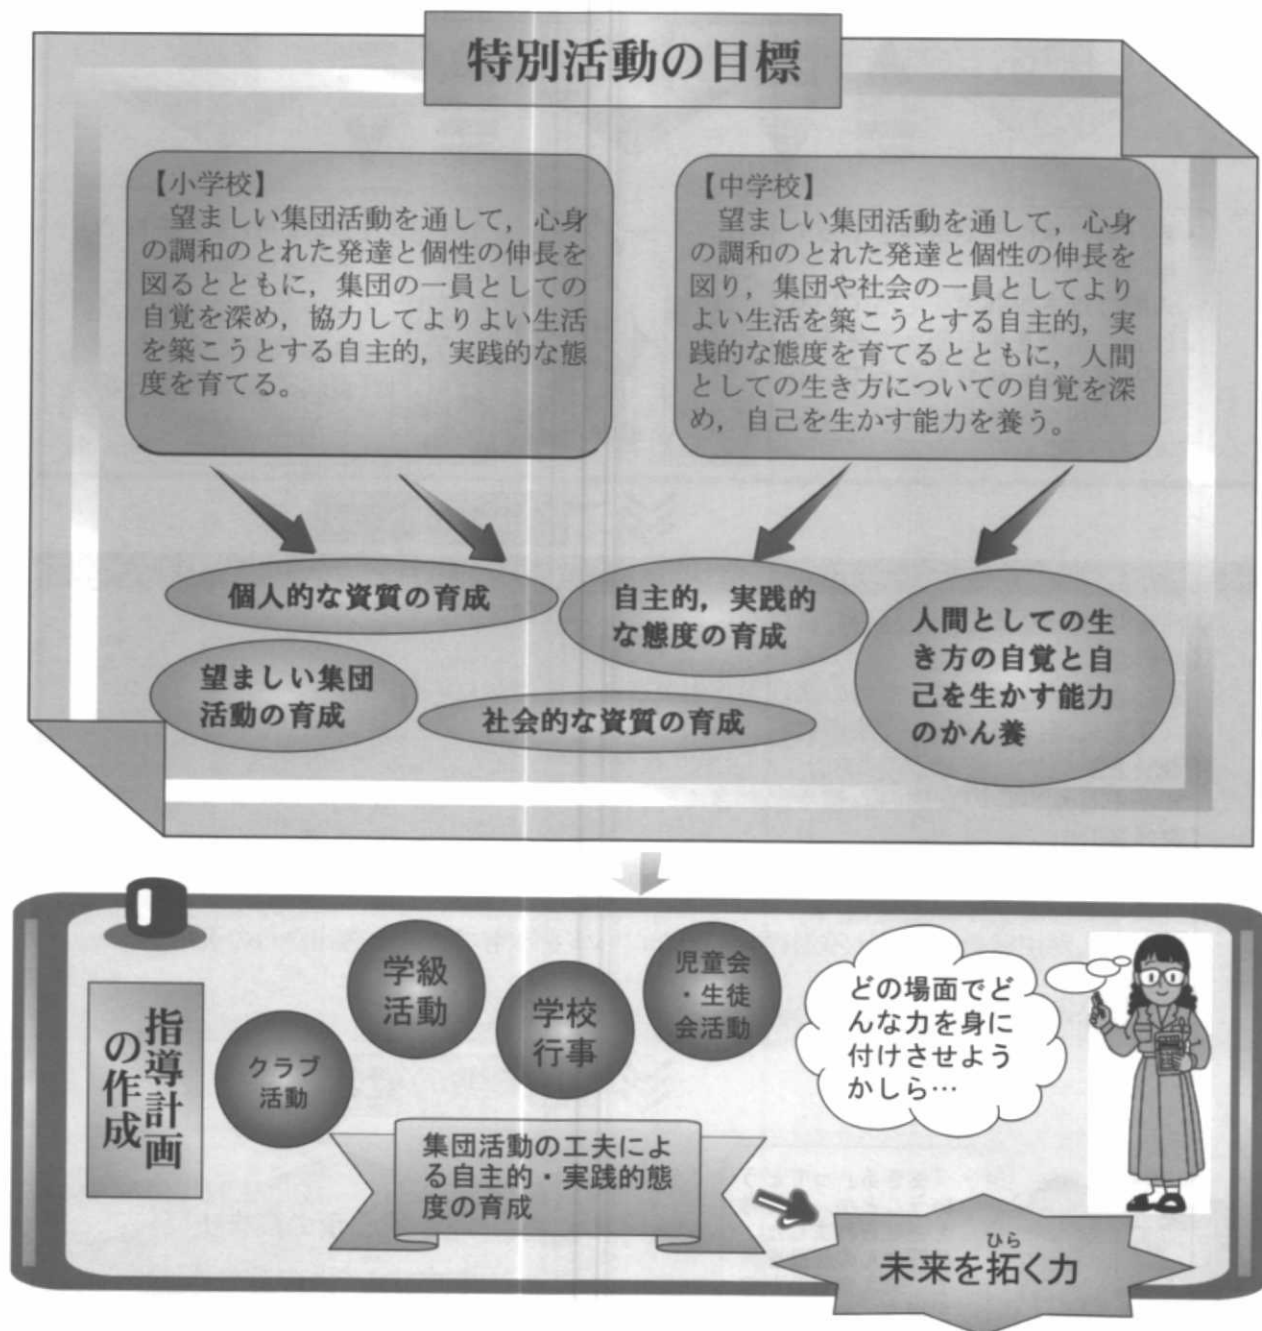 特別活動の目標
【小学校】
望ましい集団活動を通して，心身
の調和のとれた発達と個性の伸長を
図るとともに，集団の一員としての
自覚を深め，協力してよりよい生活
を築こうとする自主的，実践的な態
度を育てる。
【中学校】
望ましい集団活動を通して，心身
の調和のとれた発達と個性の伸長を
図り，集団や社会の一員としてより
よい生活を築こうとする自主的，実
践的な態度を育てるとともに，人間
としての生き方についての自覚を深
め，自己を生かす能力を養う。
個人的な資質の育成
自主的，実践的
な態度の育成
人間としての生
き方の自覚と自
己を生かす能力
のかん養
望ましい集団
活動の育成
社会的な資質の育成
指導計画
の作成
クラブ
活動
学級
活動
学校
行事
児童会
・生徒
会活動
どの場面でど
んな力を身に
付けさせよう
かしら…
集団活動の工夫によ
る自主的・実践的態
度の育成
ひら
未来を拓く力